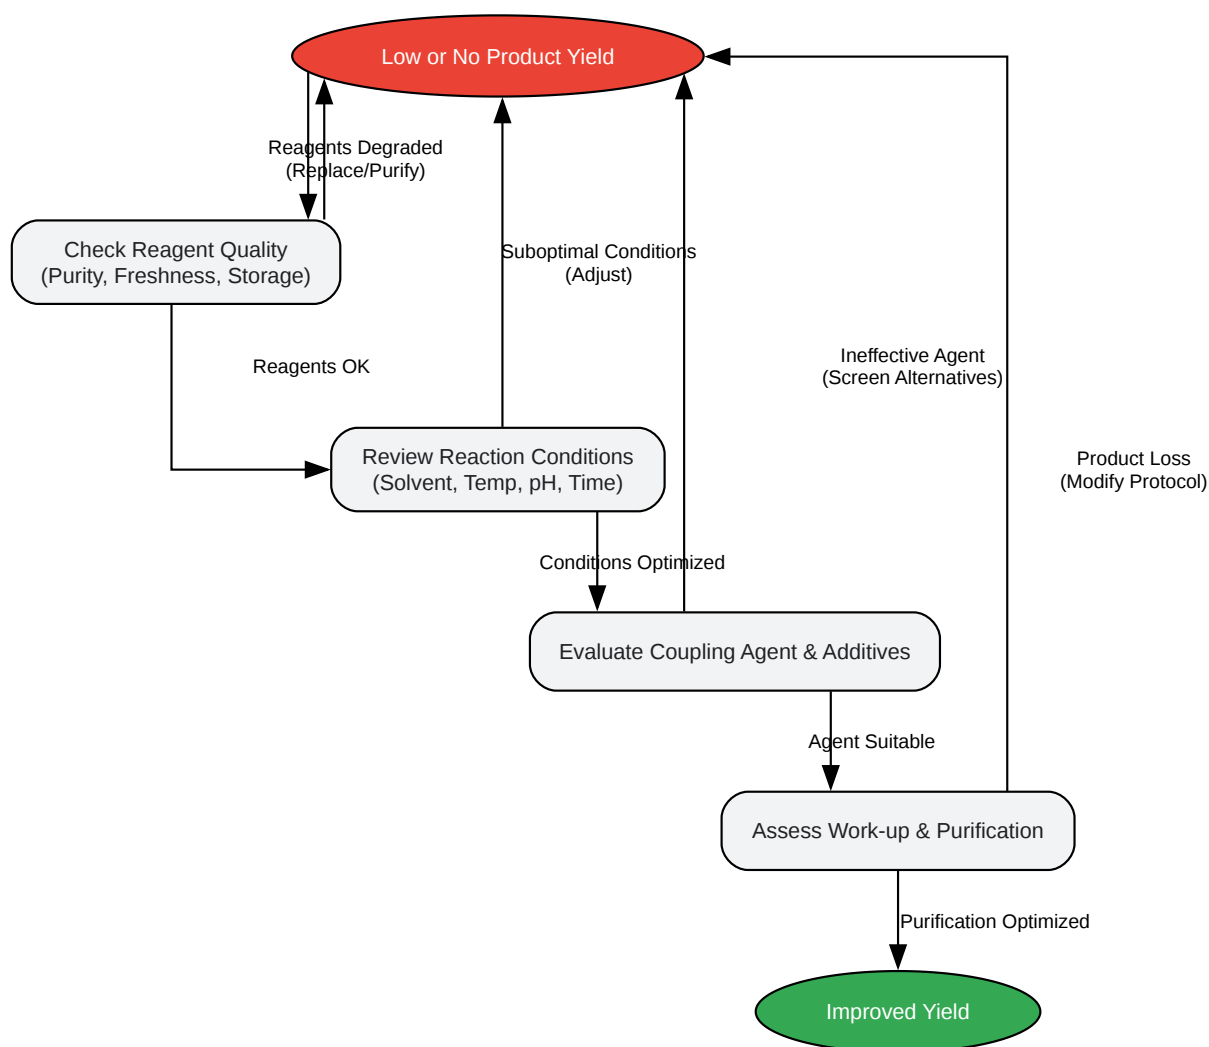 Low or No Product Yield
Reagents Degraded
(Replace/Purify)
Check Reagent Quality
(Purity, Freshness, Storage)
Suboptimal Conditions
(Adjust)
Reagents OK
Ineffective Agent
(Screen Alternatives)
Review Reaction Conditions
(Solvent, Temp, pH, Time)
Product Loss
(Modify Protocol)
Conditions Optimized
Evaluate Coupling Agent & Additives
Agent Suitable
Assess Work-up & Purification
Purification Optimized
Improved Yield